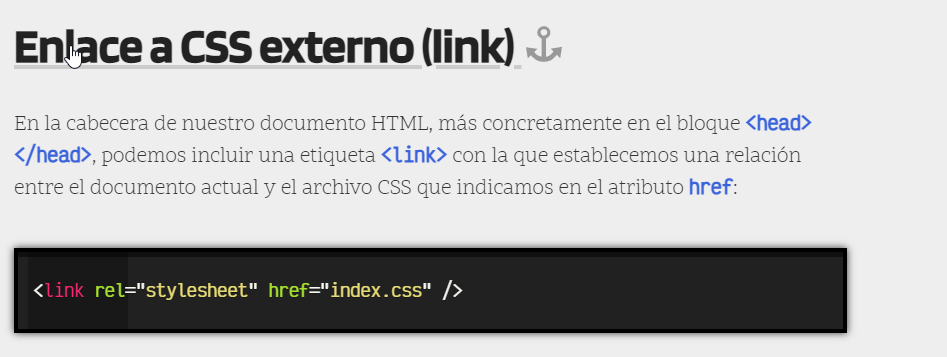 Enlace a CSS externo (link)
En la cabecera de nuestro documento HTML, más concretamente en el bloque <head>
</head>, podemos incluir una etiqueta <link> con la que establecemos una relación
entre el documento actual y el archivo CSS que indicamos en el atributo href:
<link rel="stylesheet" href="index.css" />